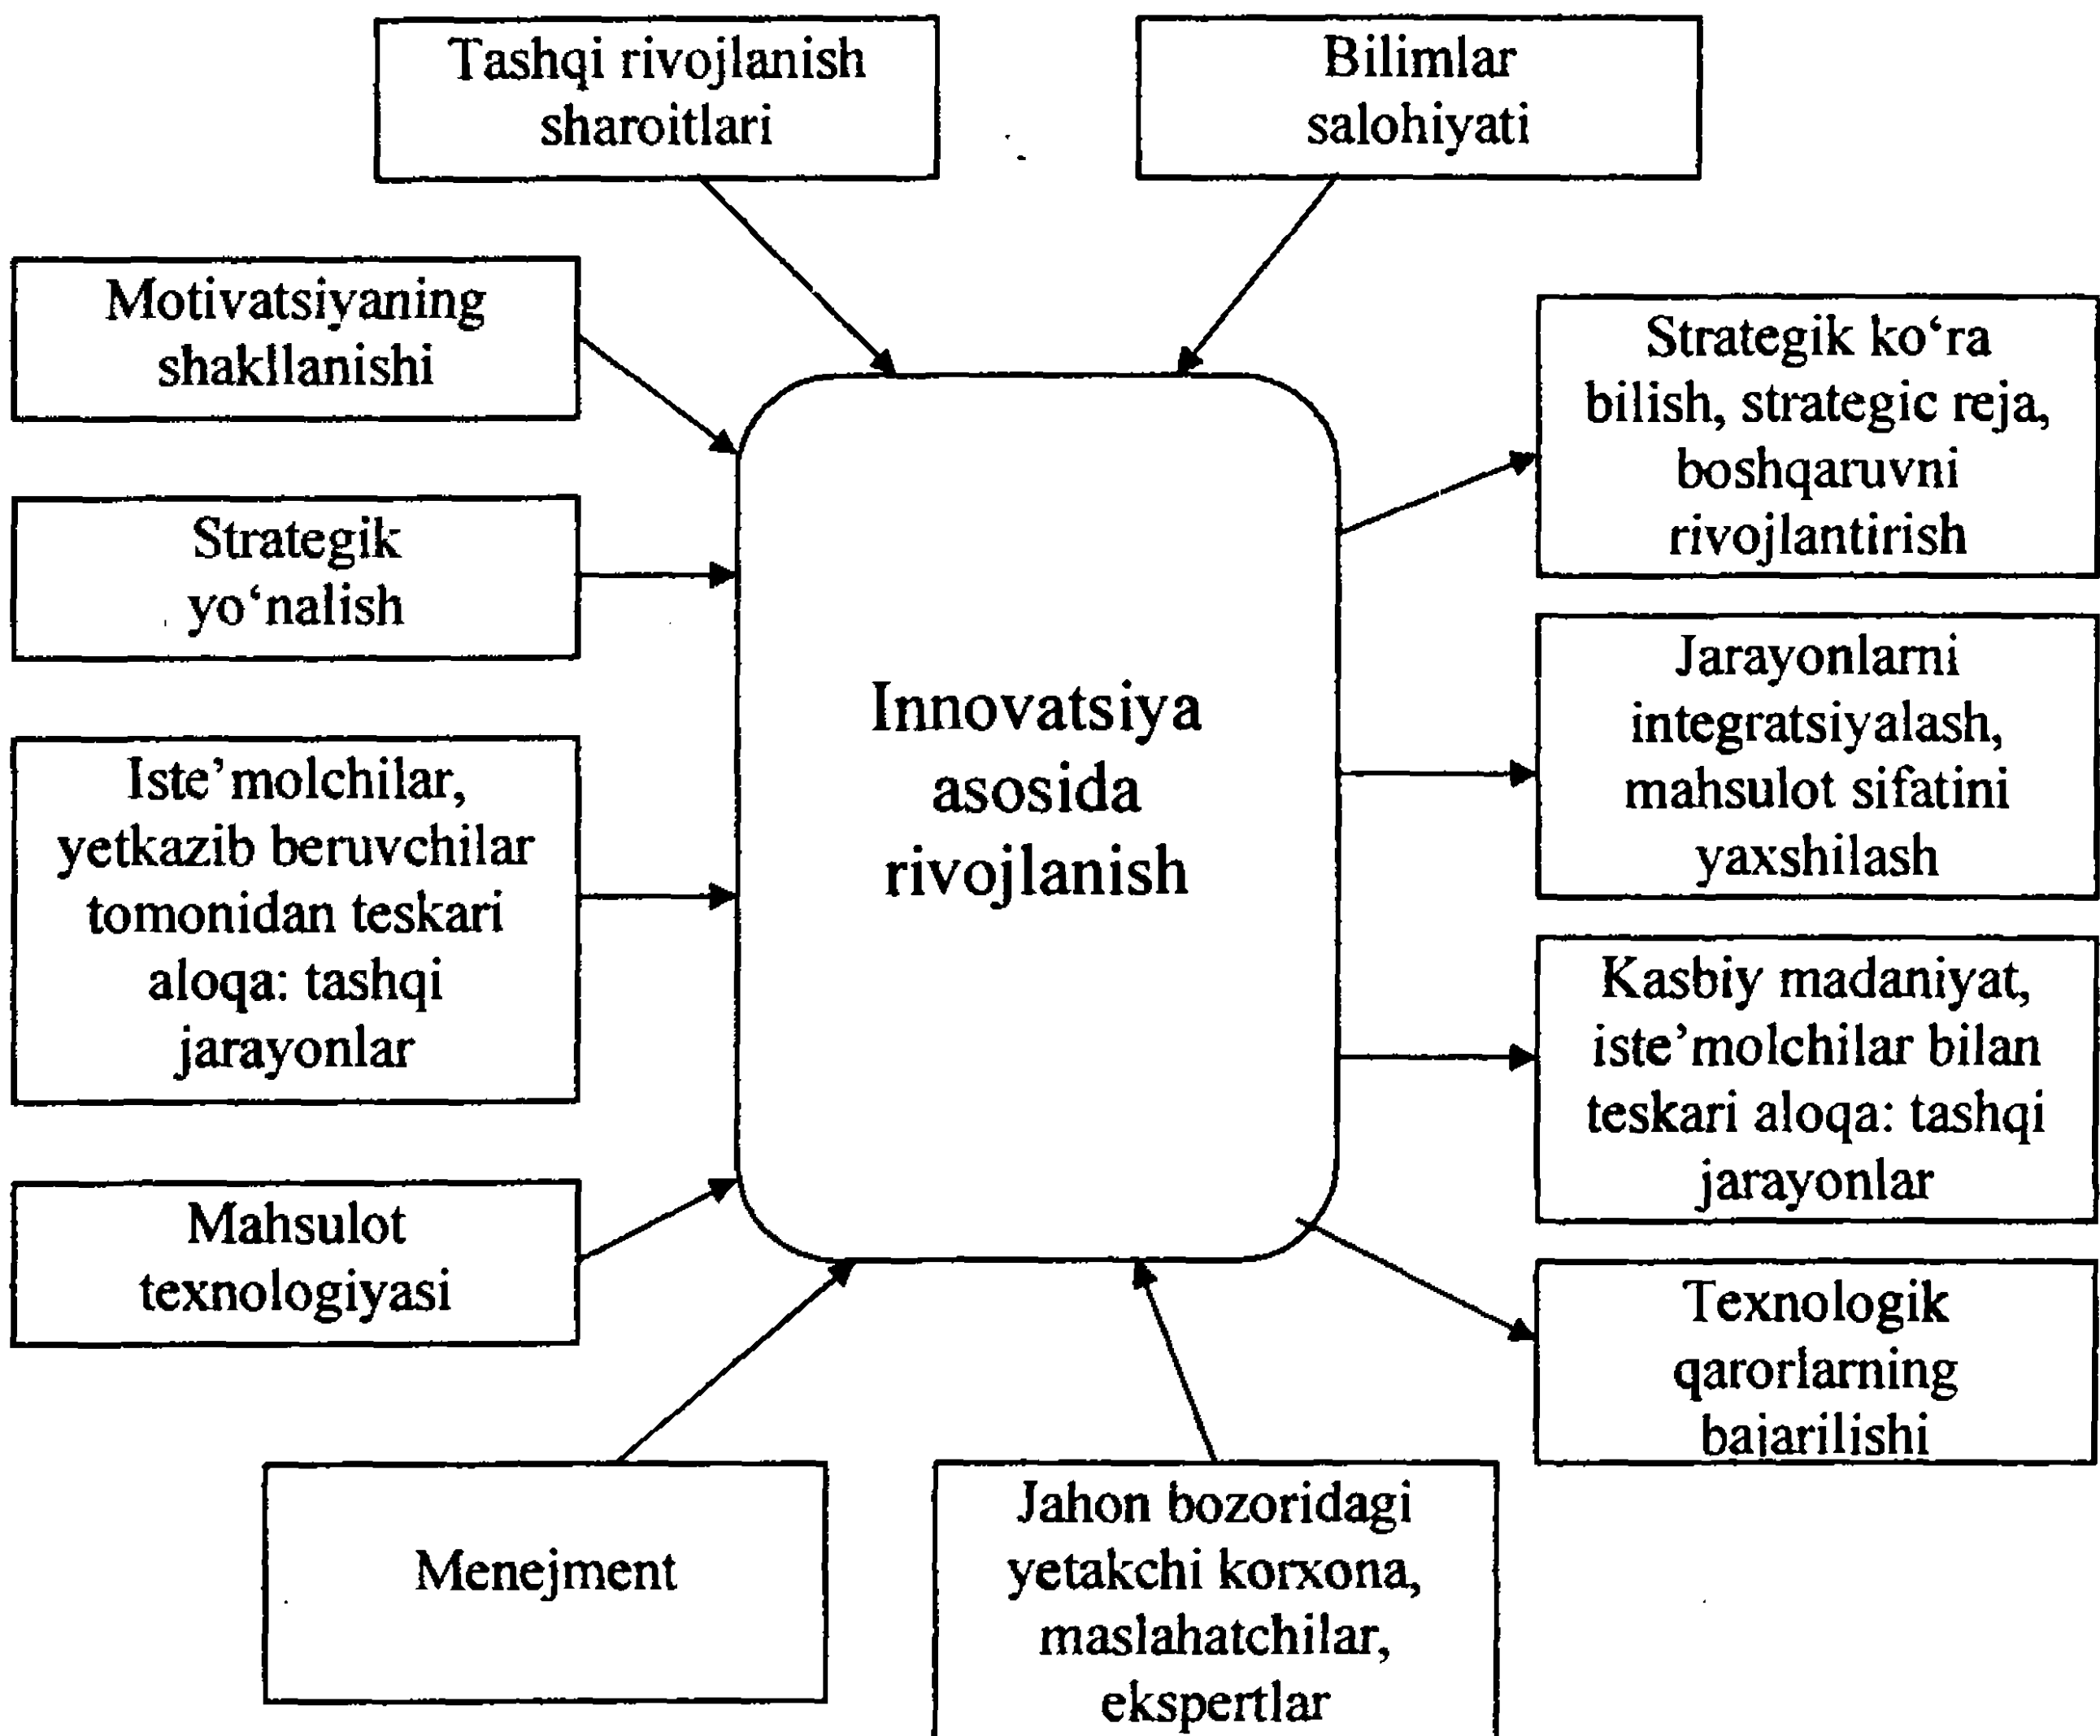 Tashqi rivojlanish
sharoitlari
Bilimlar
salohiyati
Motivatsiyaning
shakllanishi
Strategik
yo‘nalish
Iste’molchilar,
yetkazib beruvchilar
tomonidan teskari
aloqa: tashqi
jarayonlar
Mahsulot
texnologiyasi
Innovatsiya
asosida
rivojlanish
Strategik ko‘ra
bilish, strategic reja,
boshqaruvni
rivojlantirish
Jarayonlarni
integratsiyalash,
mahsulot sifatini
yaxshilash
Kasbiy madaniyat,
iste’molchilar bilan
teskari aloqa: tashqi
jarayonlar
Texnologik
qarorlarning
bajarilishi
Menejment
Jahon bozoridagi
yetakchi korxona,
maslahatchilar,
ekspertlar